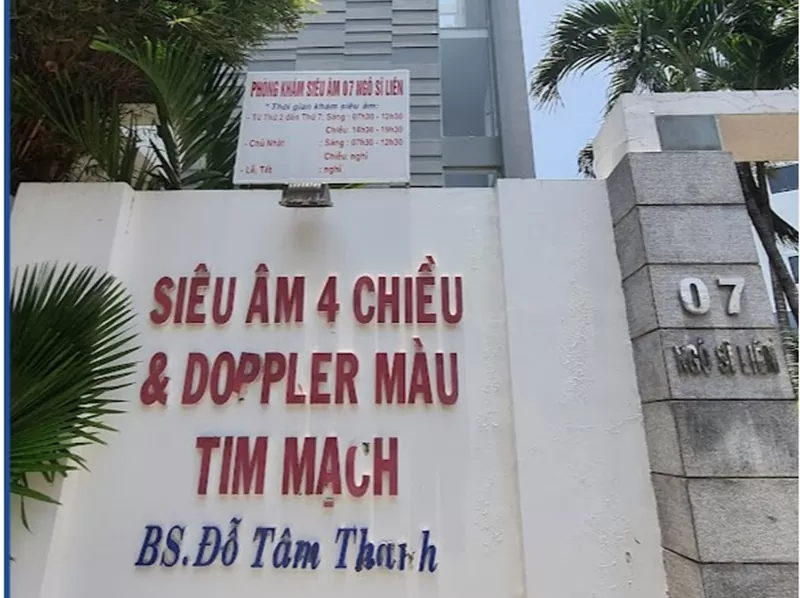 PHÒNG KHÁM SIÊU ÂM 07 NGÔ SĨ LIÊN
* Thời gian khám siêu âm:
- Từ Thứ 2 đến Thứ 7: Sáng : 07h30 - 12h30
Chiều: 14h30 - 19h30
- Chủ Nhật : Sáng : 07h30 - 12h30
Chiều: nghỉ
- Lễ, Tết : nghỉ
SIÊU ÂM 4 CHIỀU
& DOPPLER MÀU
TIM MẠCH
BS.Đỗ Tâm Thanh
07
NGÔ SĨ LIÊN